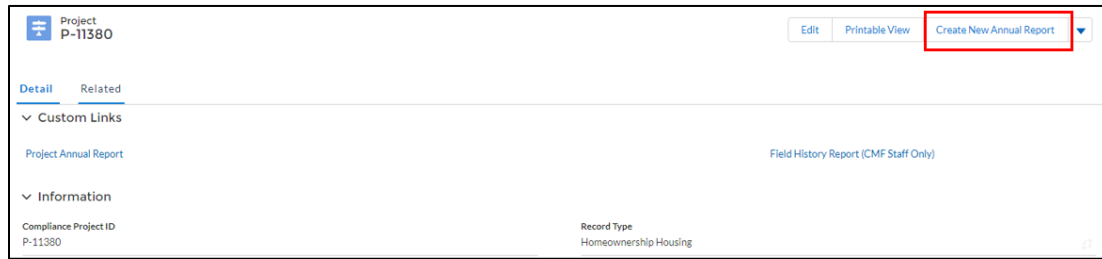 Project
P-11380
Edit Printable View Create New Annual Report
Detail Related
Custom Links
Project Annual Report Field History Report (CMF Staff Only)
Information
Compliance Project ID Record Type
P-11380 Homeownership Housing